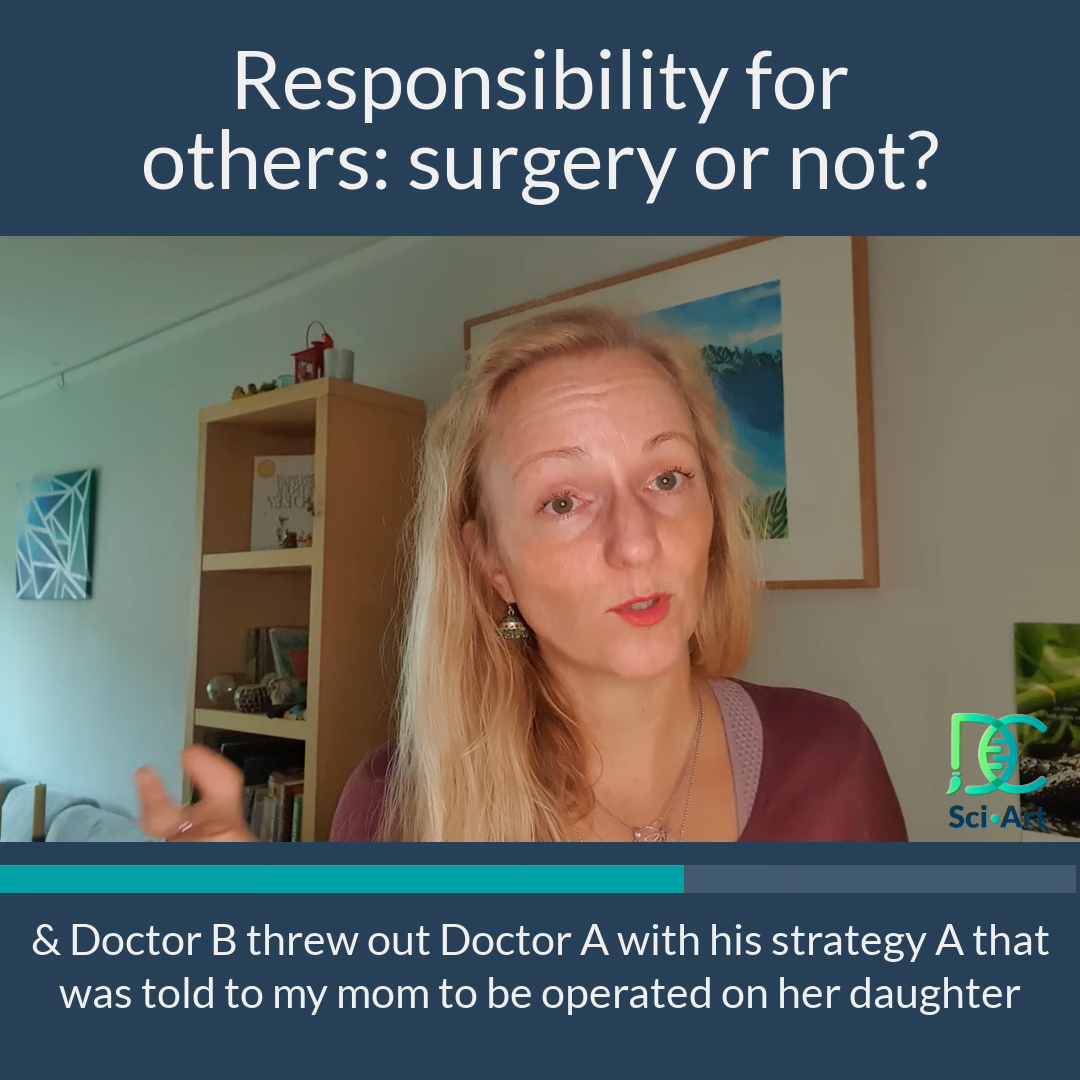 Responsibility for
others: surgery or not?
DC
Sci•Art
& Doctor B threw out Doctor A with his strategy A that
was told to my mom to be operated on her daughter